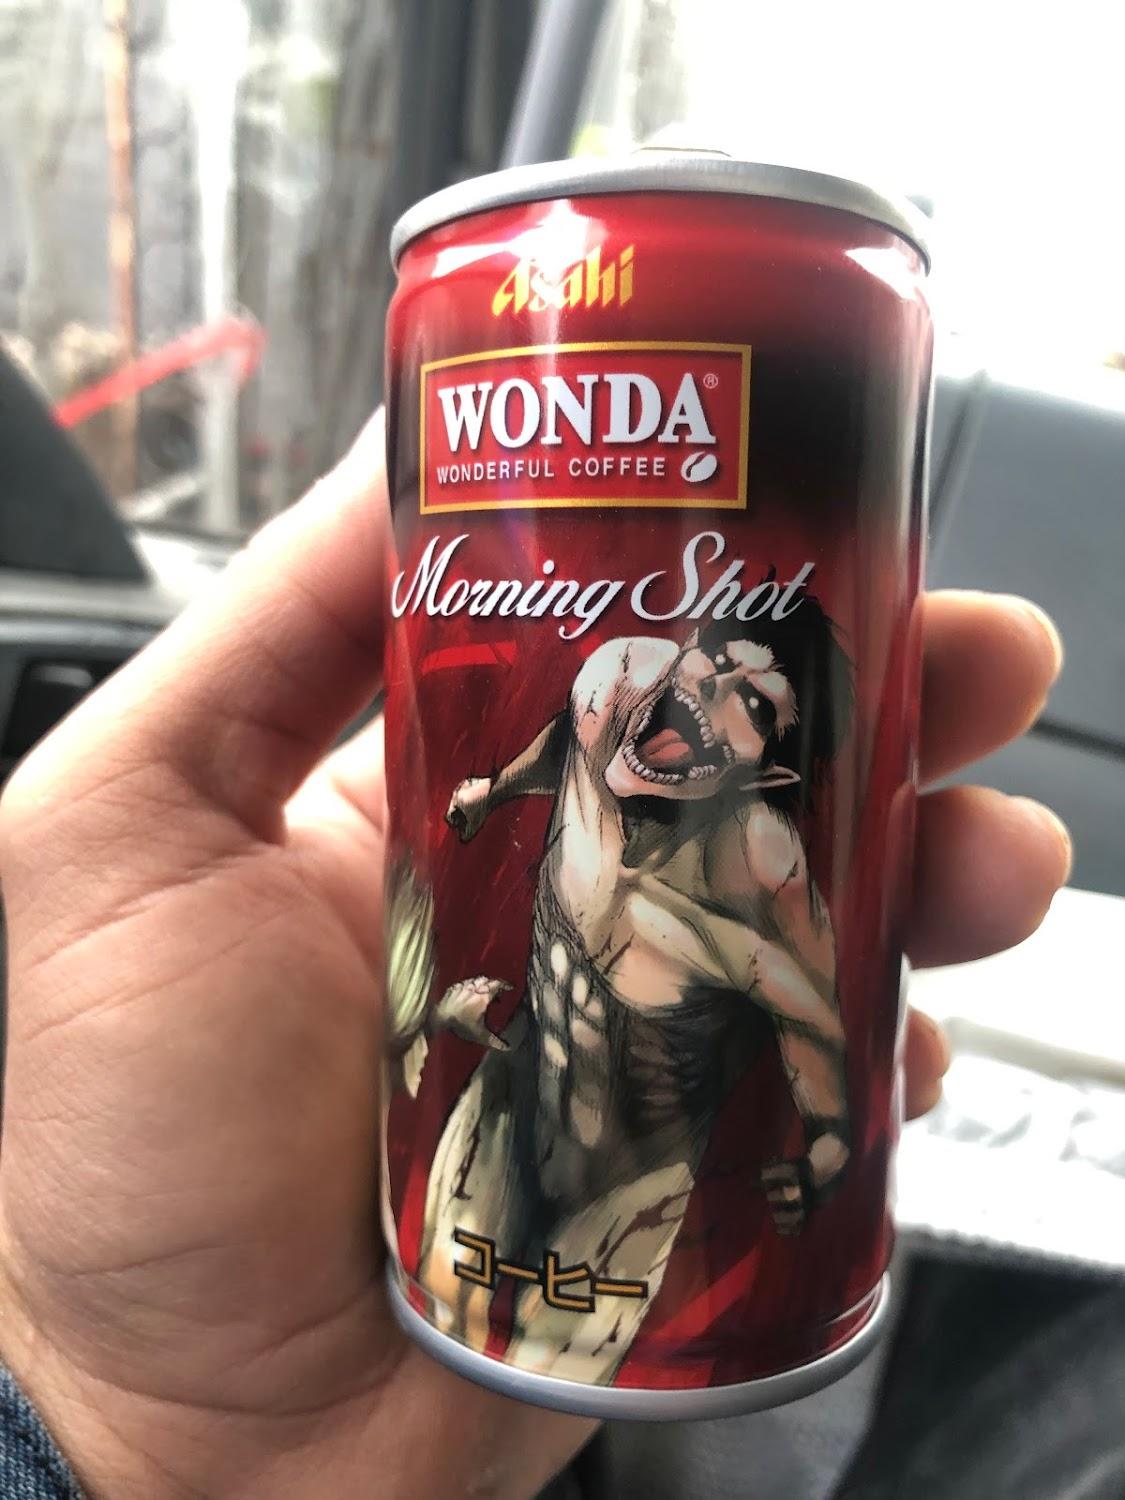 Asahi
WONDA®
WONDERFUL COFFEE
Morning Shot
コーヒー